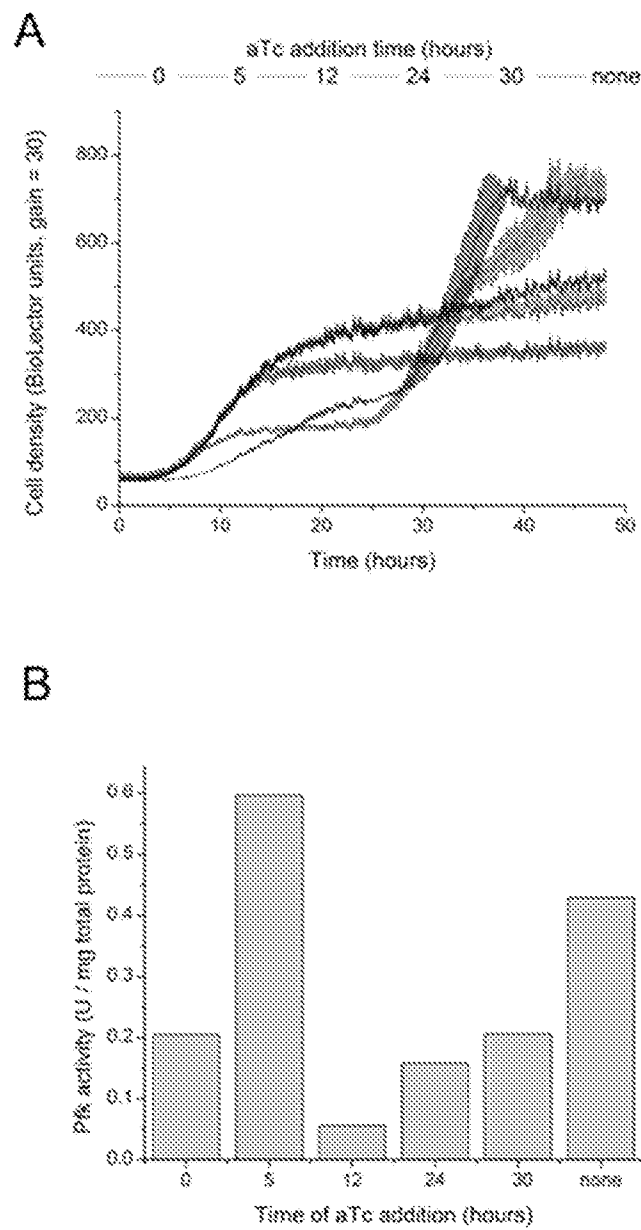 A
aTc addition time (hours)
0 5 12 24 30 none
Cell density (BioLector units, gain = 30)
800
600
400
200
0
0 10 20 30 40 50
Time (hours)
B
Pfk activity (U / mg total protein)
0.6
0.5
0.4
0.3
0.2
0.1
0.0
0 5 12 24 30 none
Time of aTc addition (hours)